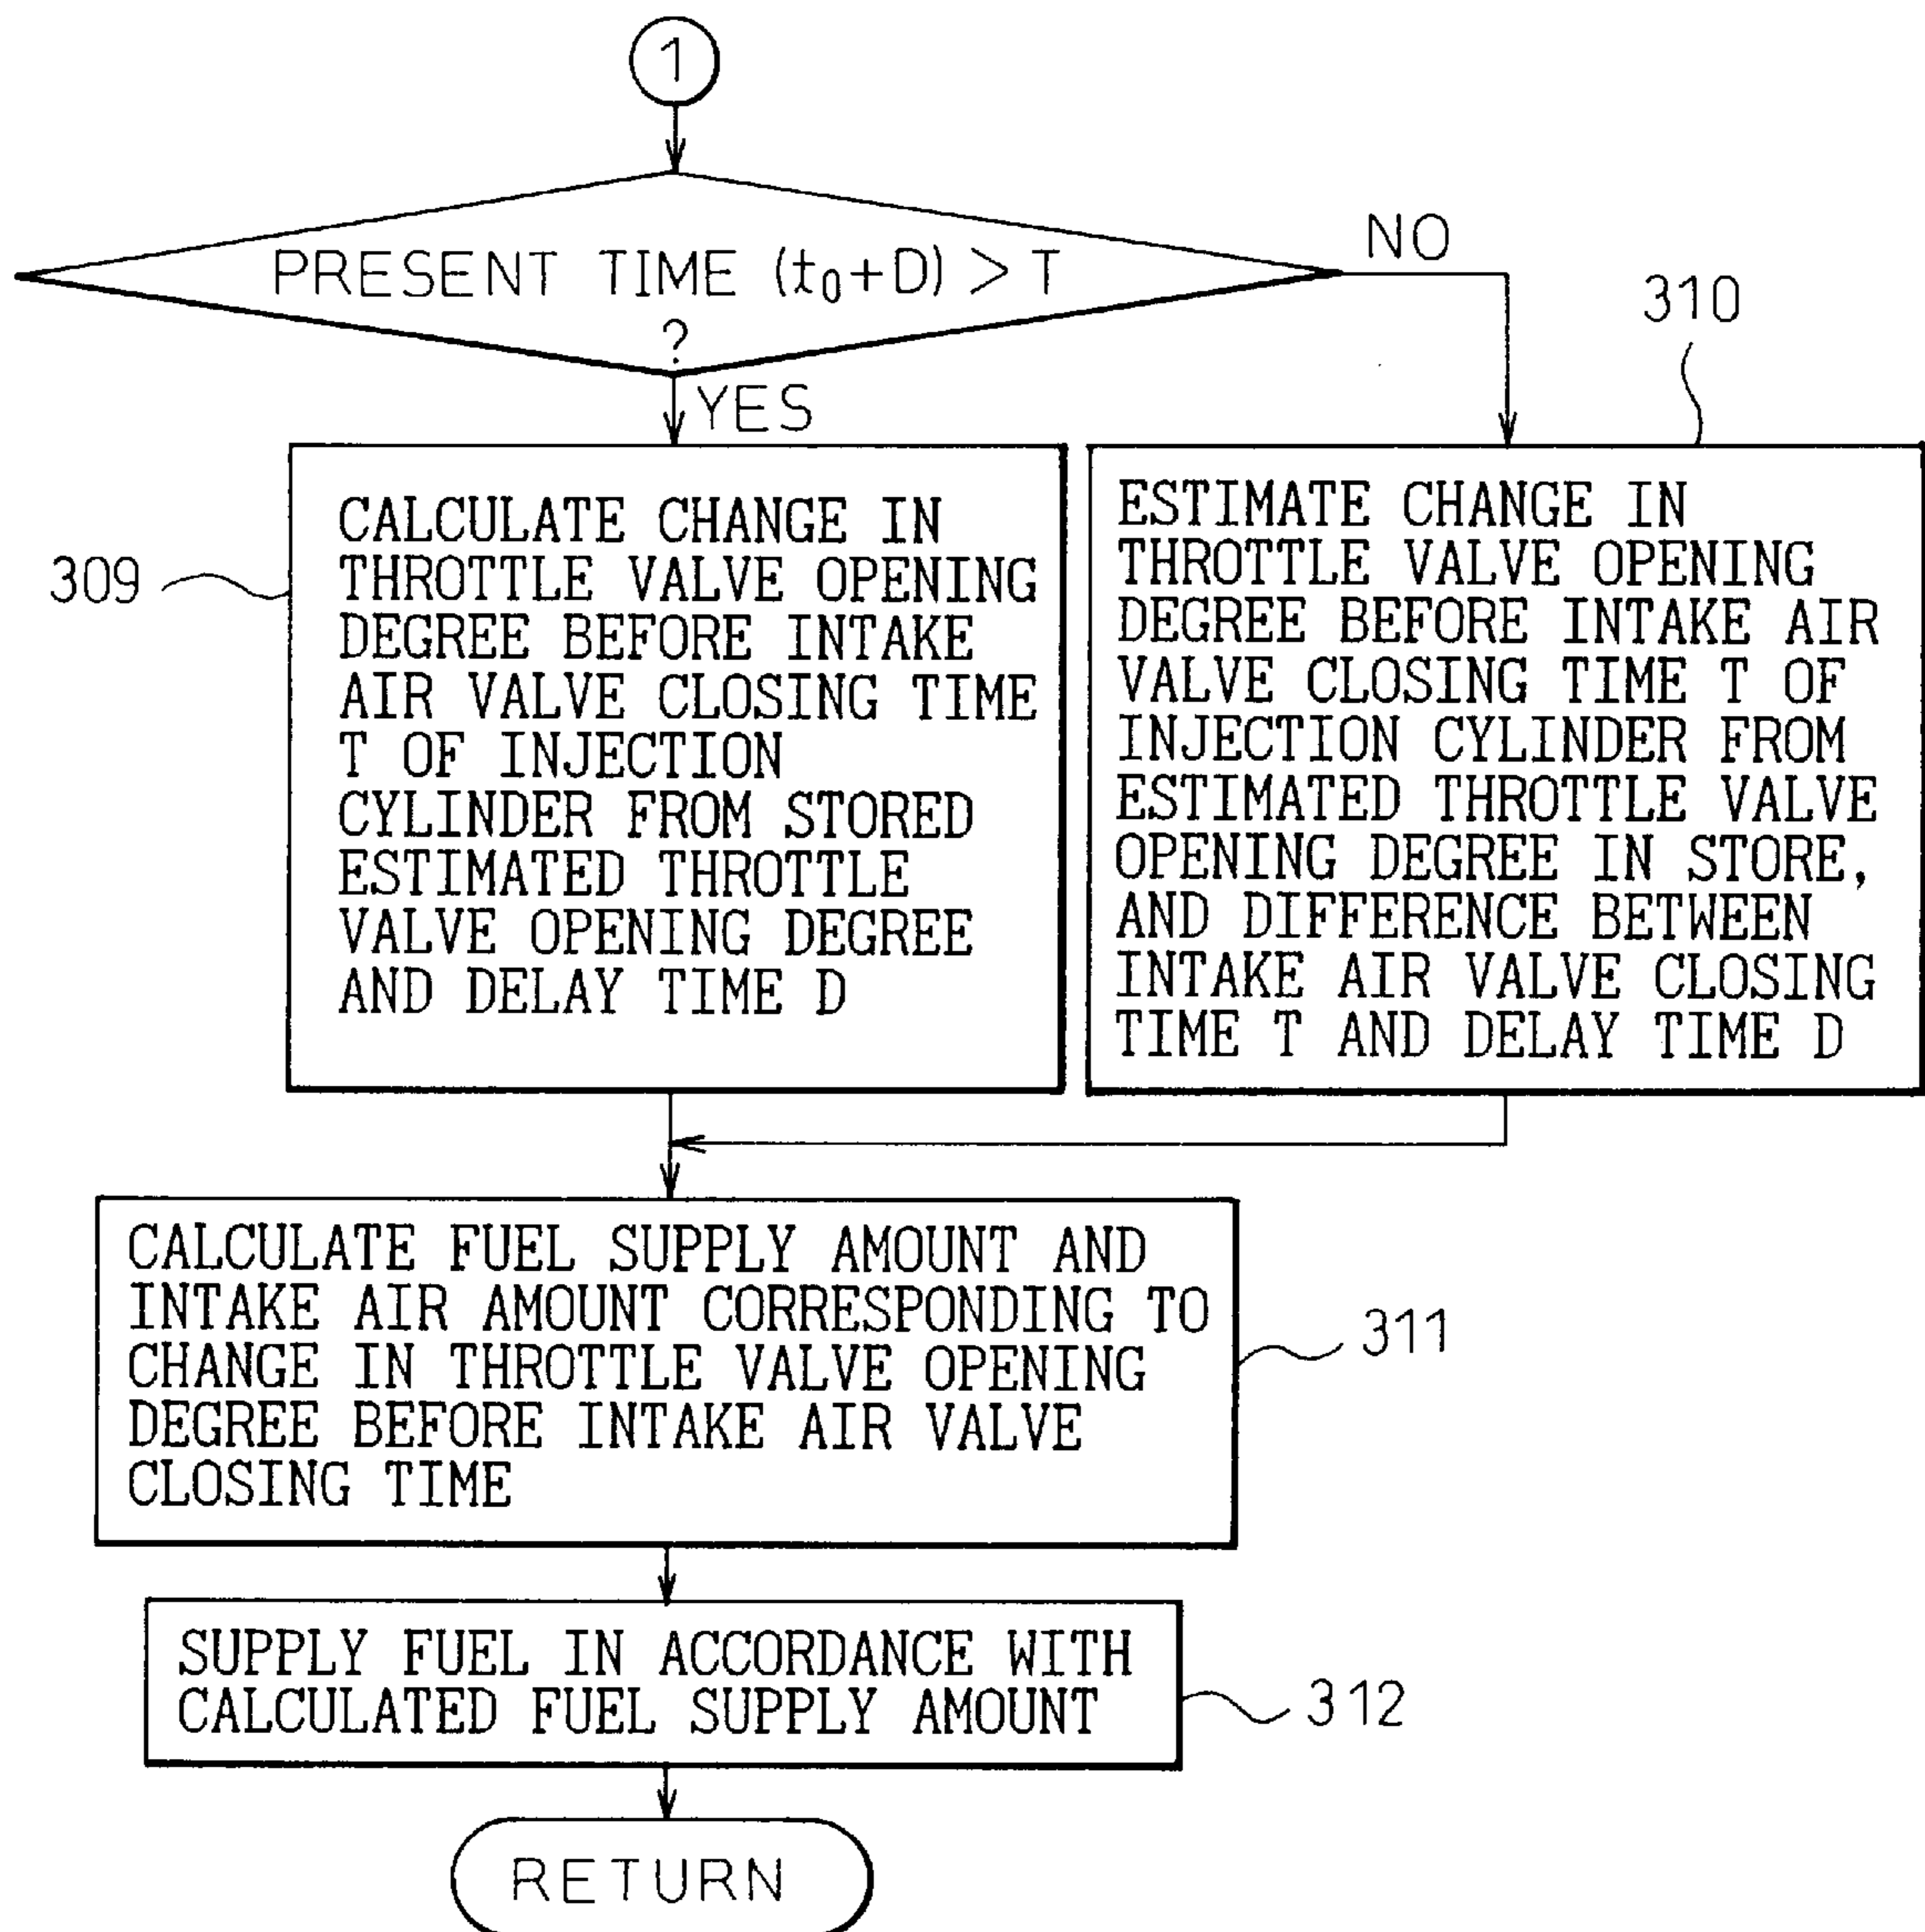 1
PRESENT TIME (t₀+D) > T
?
NO
YES
310
309
CALCULATE CHANGE IN
THROTTLE VALVE OPENING
DEGREE BEFORE INTAKE
AIR VALVE CLOSING TIME
T OF INJECTION
CYLINDER FROM STORED
ESTIMATED THROTTLE
VALVE OPENING DEGREE
AND DELAY TIME D
ESTIMATE CHANGE IN
THROTTLE VALVE OPENING
DEGREE BEFORE INTAKE AIR
VALVE CLOSING TIME T OF
INJECTION CYLINDER FROM
ESTIMATED THROTTLE VALVE
OPENING DEGREE IN STORE,
AND DIFFERENCE BETWEEN
INTAKE AIR VALVE CLOSING
TIME T AND DELAY TIME D
CALCULATE FUEL SUPPLY AMOUNT AND
INTAKE AIR AMOUNT CORRESPONDING TO
CHANGE IN THROTTLE VALVE OPENING
DEGREE BEFORE INTAKE AIR VALVE
CLOSING TIME
311
SUPPLY FUEL IN ACCORDANCE WITH
CALCULATED FUEL SUPPLY AMOUNT
312
RETURN